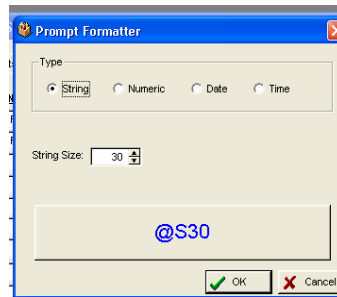 Prompt Formatter
Type
String Numeric Date Time
String Size: 30
@S30
OK Cancel